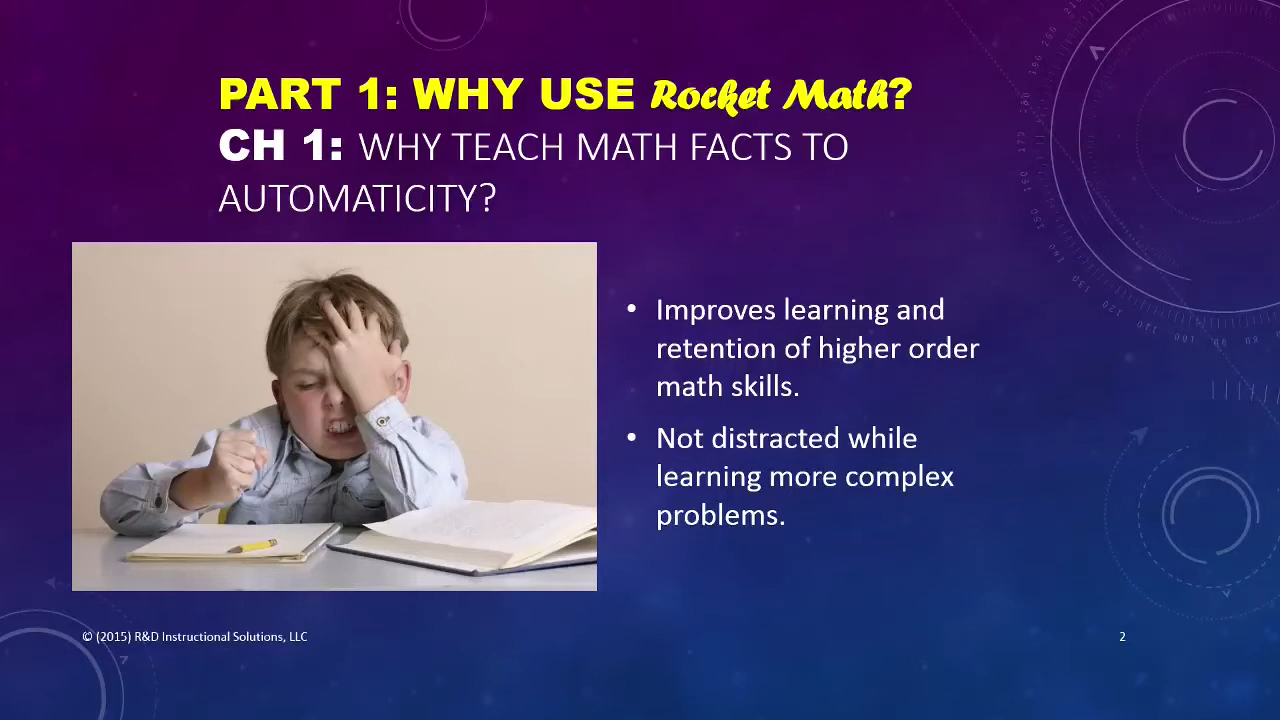 PART 1: WHY USE Rocket Math?
CH 1: WHY TEACH MATH FACTS TO
AUTOMATICITY?
• Improves learning and
retention of higher order
math skills.
• Not distracted while
learning more complex
problems.
© (2015) R&D Instructional Solutions, LLC
2